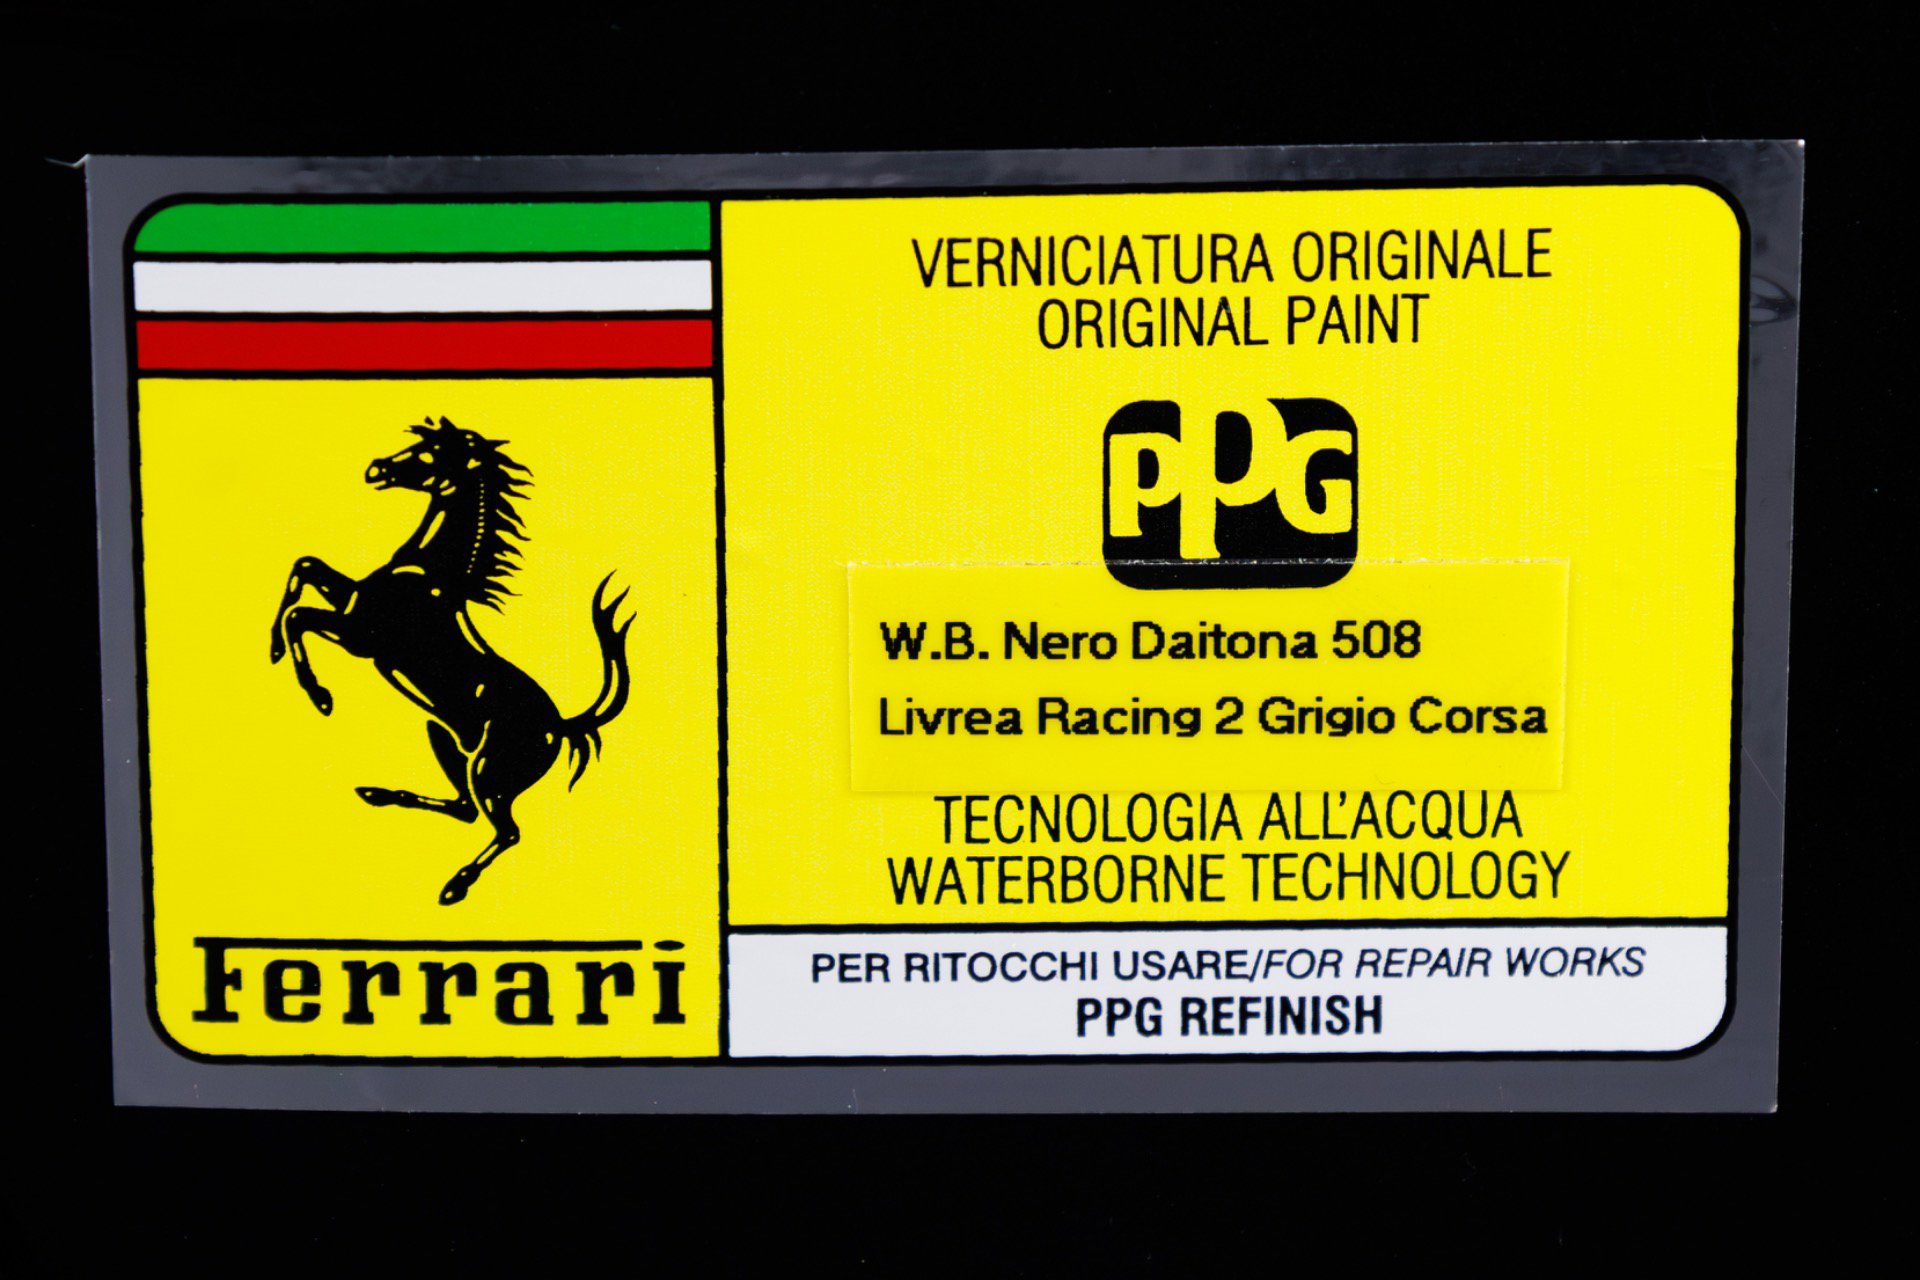 Ferrari
VERNICIATURA ORIGINALE
ORIGINAL PAINT
PPG
W.B. Nero Daitona 508
Livrea Racing 2 Grigio Corsa
TECNOLOGIA ALL'ACQUA
WATERBORNE TECHNOLOGY
PER RITOCCHI USARE/FOR REPAIR WORKS
PPG REFINISH